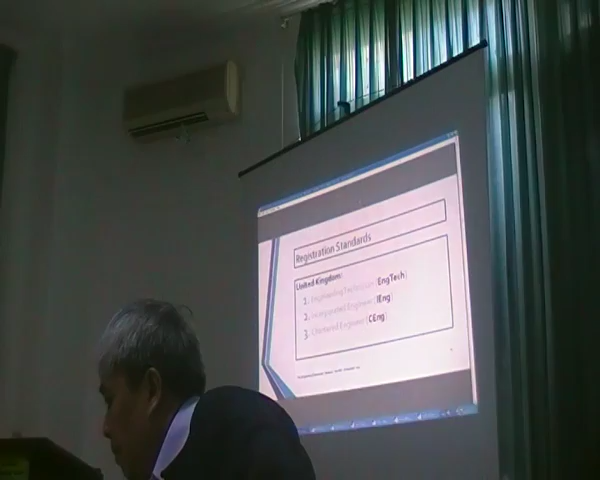 Registration Standards
United Kingdom:
1. Engineering Technician (EngTech)
2. Incorporated Engineer (IEng)
3. Chartered Engineer (CEng)